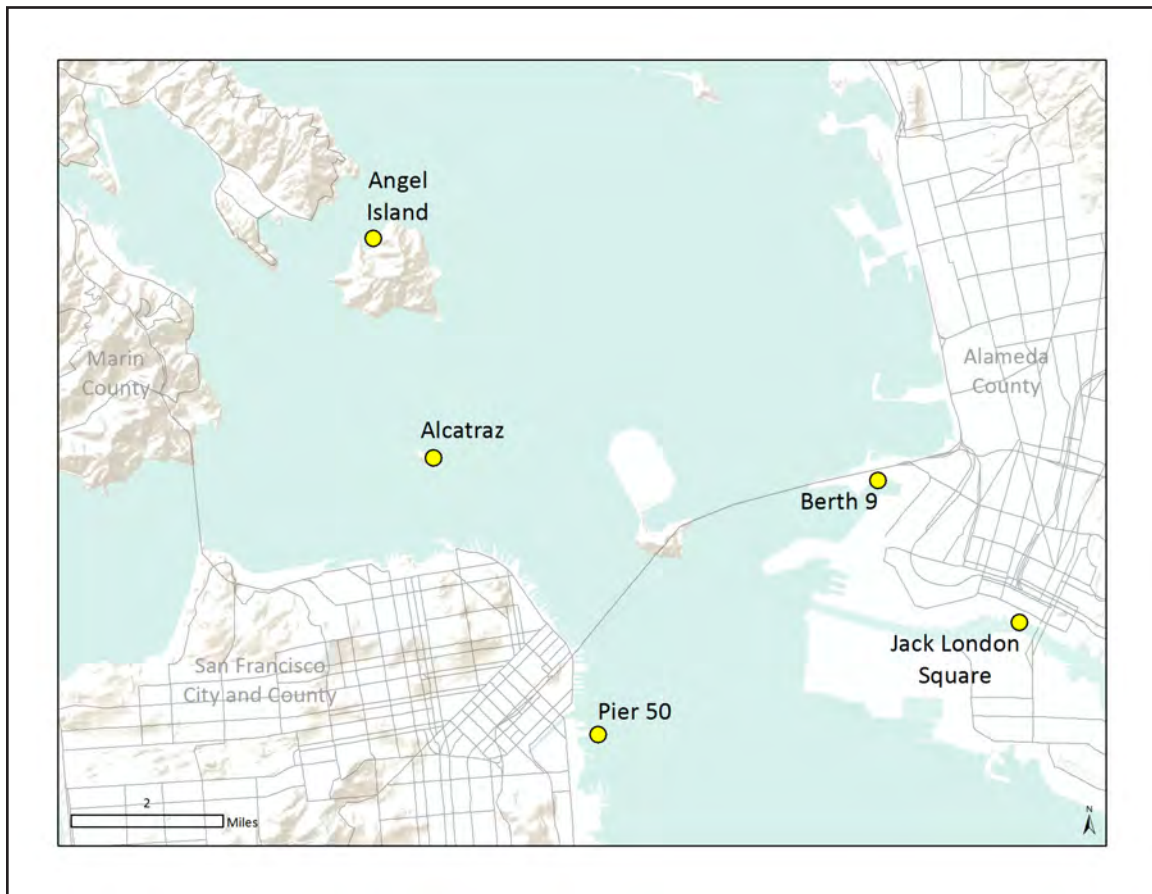 Angel
Island
Marin
County
Alameda
County
Alcatraz
Berth 9
Jack London
Square
San Francisco
City and County
Pier 50
2
Miles
N